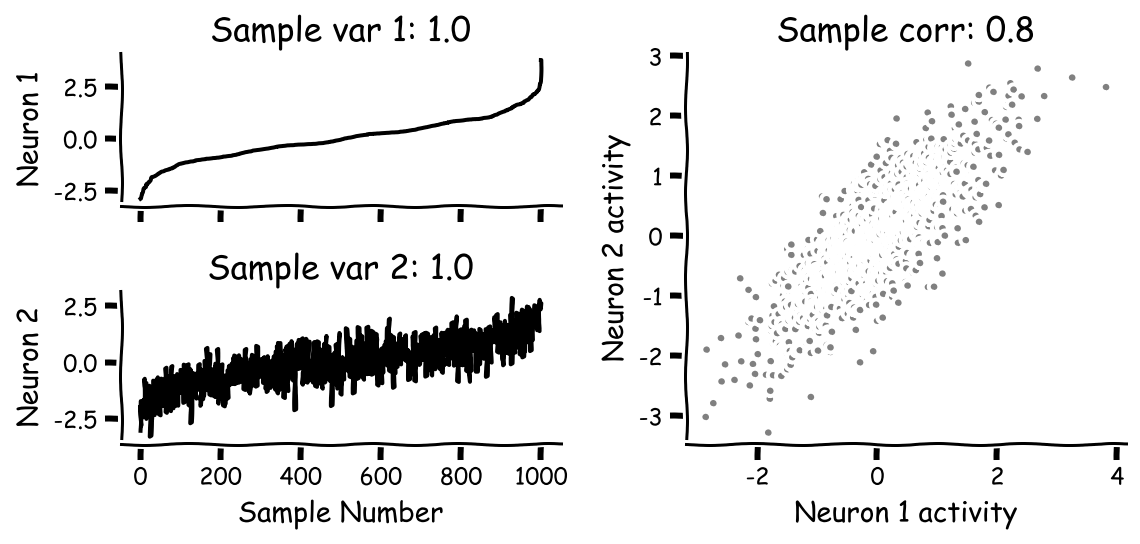 Sample var 1: 1.0
Neuron 1
2.5
0.0
-2.5
Sample var 2: 1.0
Neuron 2
2.5
0.0
-2.5
0 200 400 600 800 1000
Sample Number
Sample corr: 0.8
Neuron 2 activity
3
2
1
0
-1
-2
-3
-2 0 2 4
Neuron 1 activity